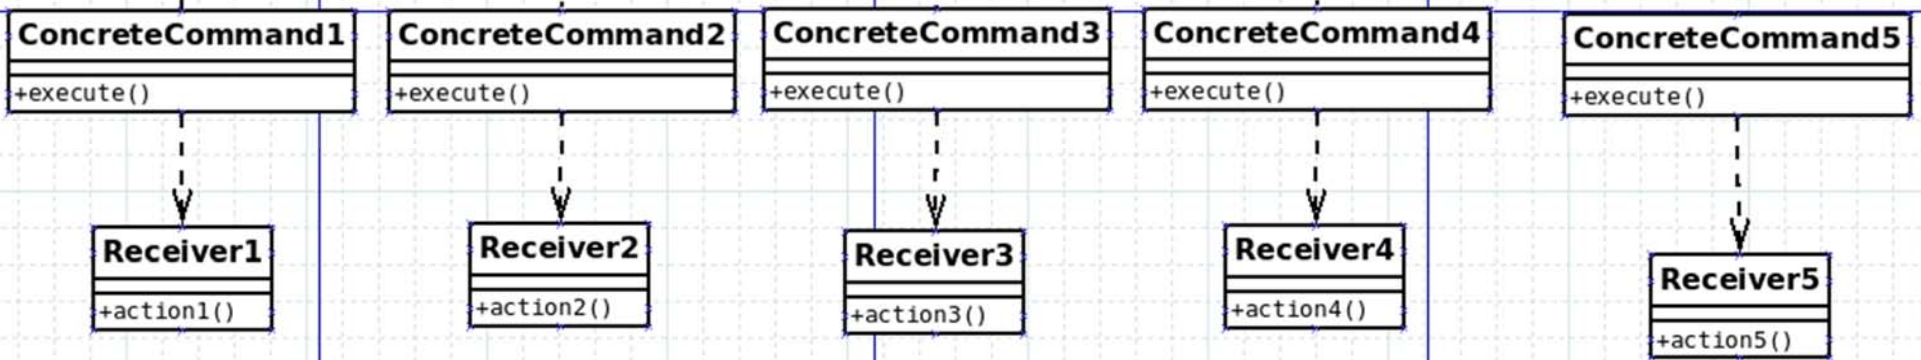 ConcreteCommand1
+execute()
ConcreteCommand2
+execute()
ConcreteCommand3
+execute()
ConcreteCommand4
+execute()
ConcreteCommand5
+execute()
Receiver1
+action1()
Receiver2
+action2()
Receiver3
+action3()
Receiver4
+action4()
Receiver5
+action5()